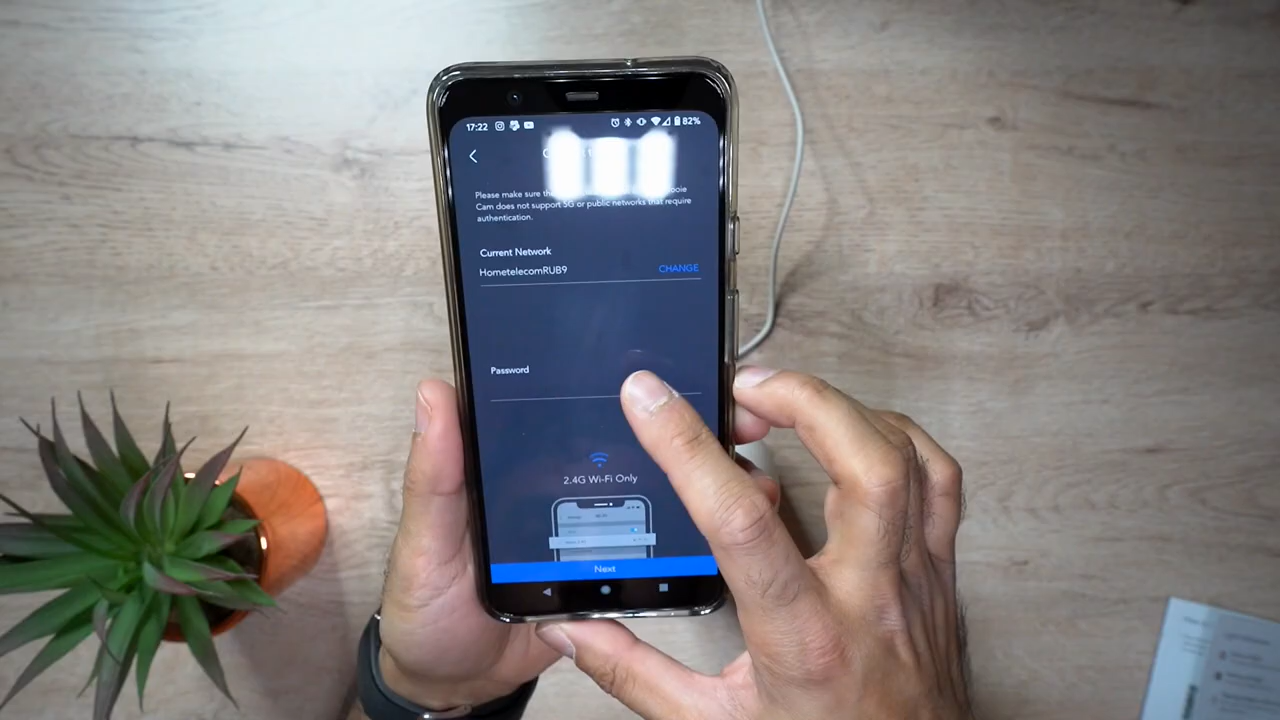 17:22 82%
Please make sure
Cam does not support 5G or public networks that require
authentication.
Current Network
HometelecomRUB9 CHANGE
Password
2.4G Wi-Fi Only
Next